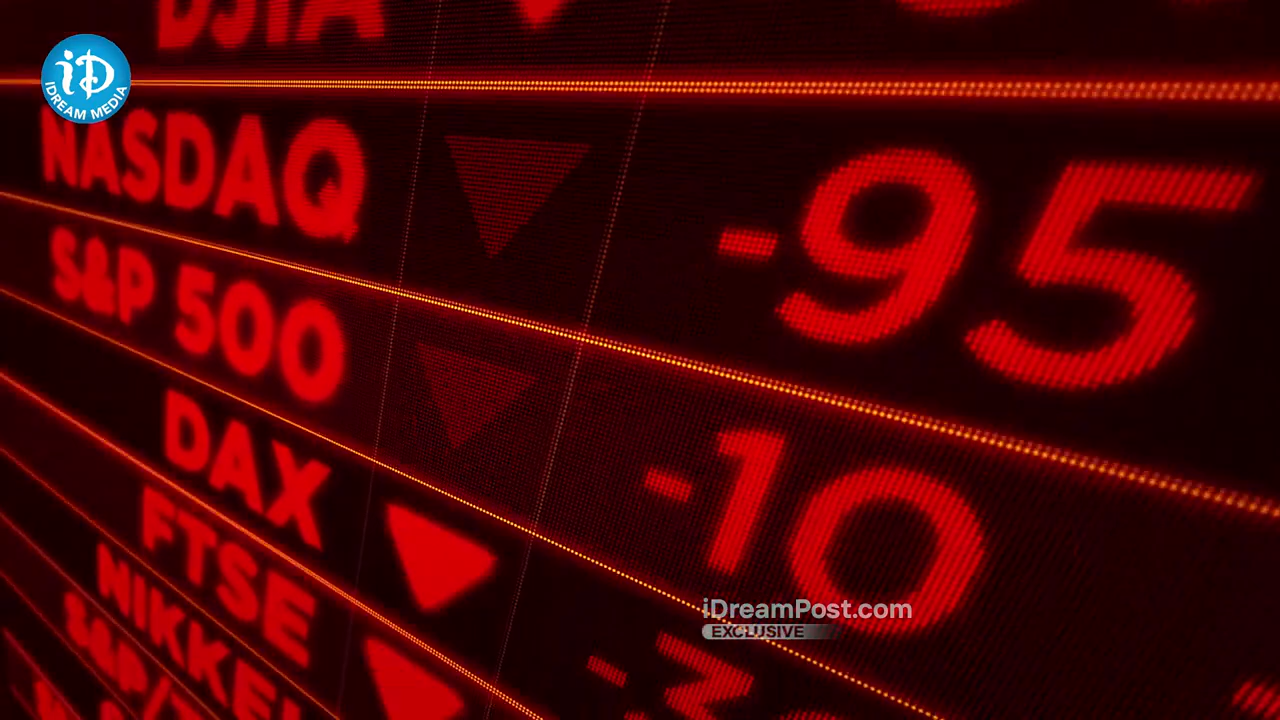 DJIA
iD
IDREAM MEDIA
NASDAQ -95
S&P 500 -10
DAX
FTSE
NIKKEI
S&P/
iDreamPost.com
EXCLUSIVE